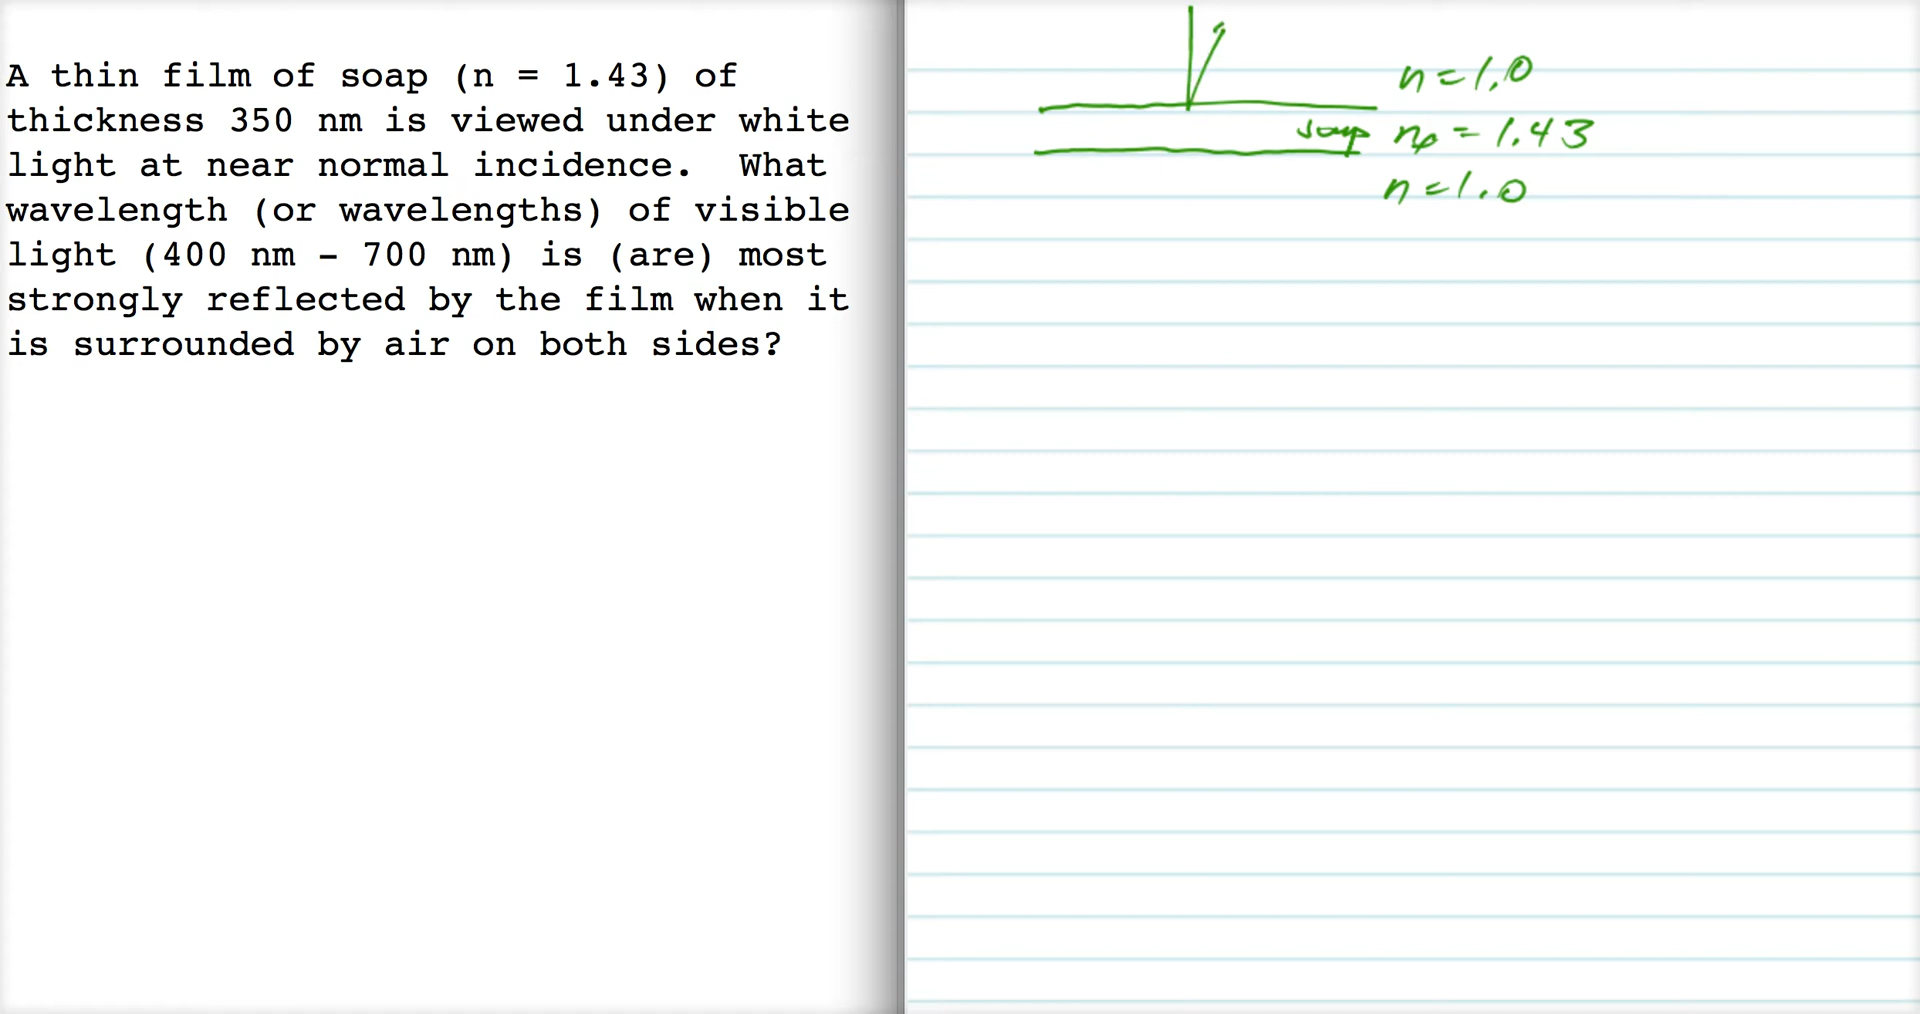 A thin film of soap (n = 1.43) of
thickness 350 nm is viewed under white
light at near normal incidence.  What
wavelength (or wavelengths) of visible
light (400 nm – 700 nm) is (are) most
strongly reflected by the film when it
is surrounded by air on both sides?
n = 1.0
soap n = 1.43
n = 1.0